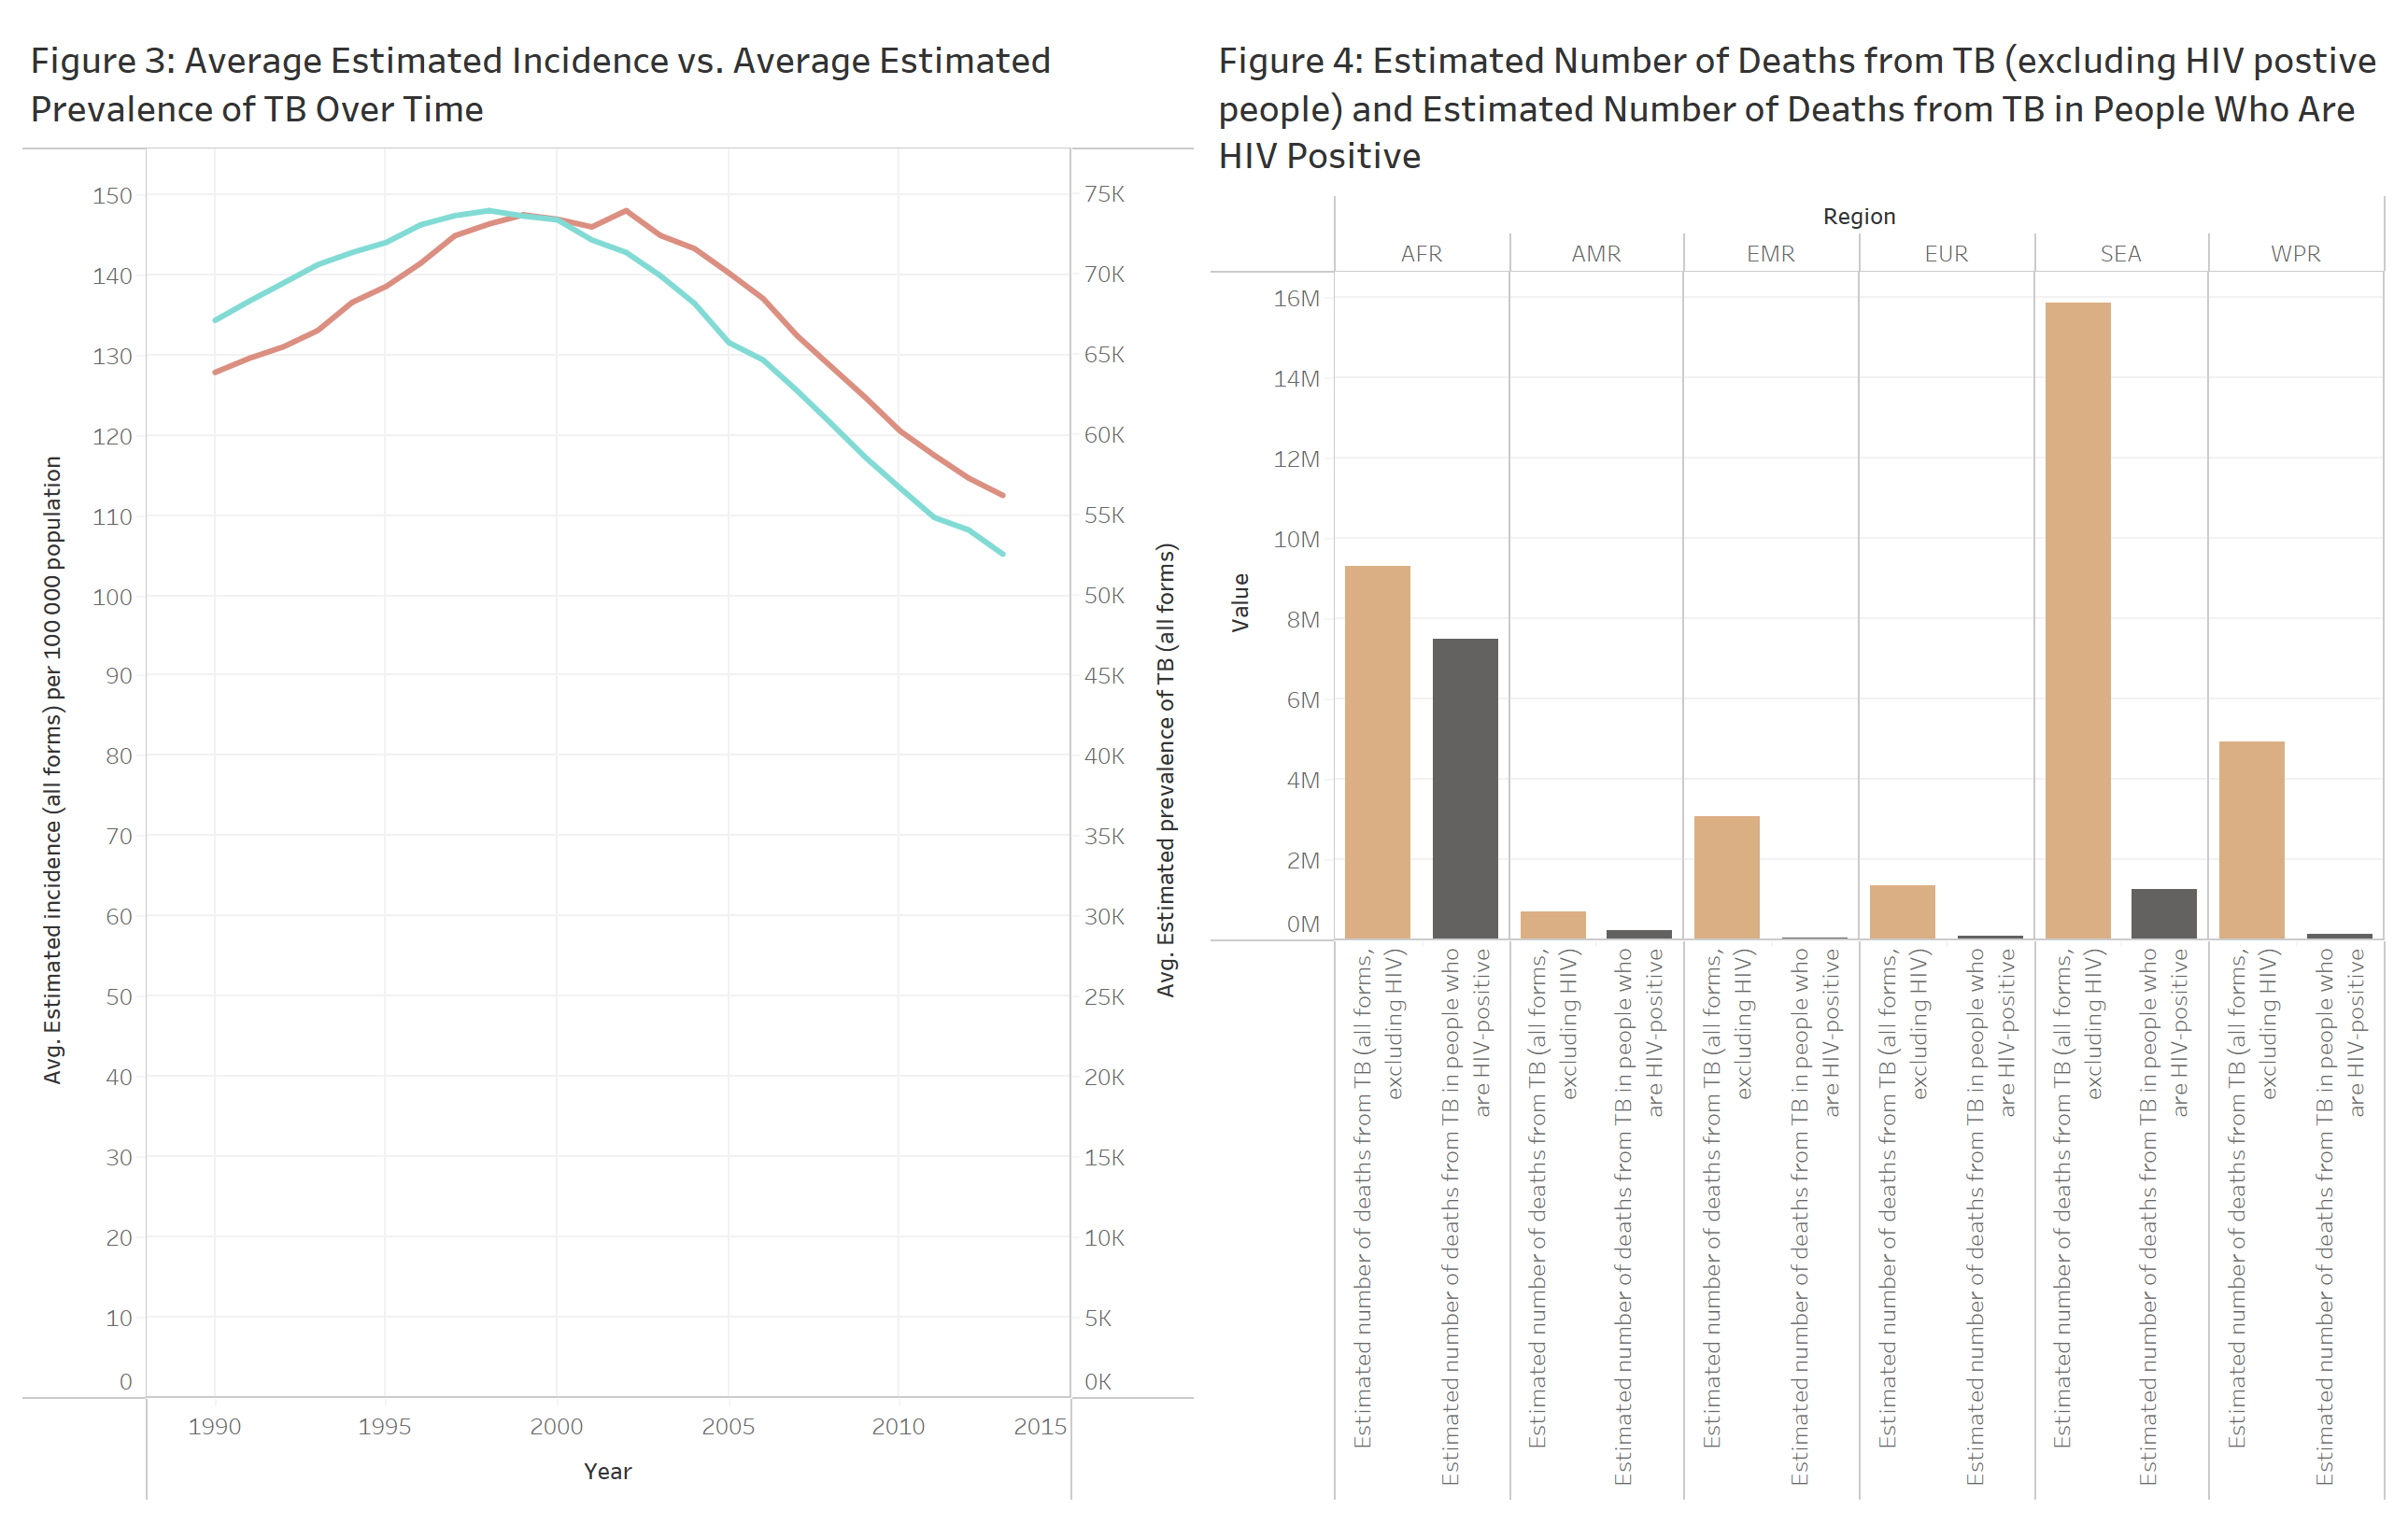 Figure 3: Average Estimated Incidence vs. Average Estimated
Prevalence of TB Over Time
150
140
130
120
110
100
90
80
70
60
50
40
30
20
10
0
Avg. Estimated incidence (all forms) per 100 000 population
75K
70K
65K
60K
55K
50K
45K
40K
35K
30K
25K
20K
15K
10K
5K
0K
Avg. Estimated prevalence of TB (all forms)
1990
1995
2000
2005
2010
2015
Year
Figure 4: Estimated Number of Deaths from TB (excluding HIV postive
people) and Estimated Number of Deaths from TB in People Who Are
HIV Positive
Region
AFR
AMR
EMR
EUR
SEA
WPR
16M
14M
12M
10M
8M
6M
4M
2M
0M
Value
Estimated number of deaths from TB (all forms,
excluding HIV)
Estimated number of deaths from TB in people who
are HIV-positive
Estimated number of deaths from TB (all forms,
excluding HIV)
Estimated number of deaths from TB in people who
are HIV-positive
Estimated number of deaths from TB (all forms,
excluding HIV)
Estimated number of deaths from TB in people who
are HIV-positive
Estimated number of deaths from TB (all forms,
excluding HIV)
Estimated number of deaths from TB in people who
are HIV-positive
Estimated number of deaths from TB (all forms,
excluding HIV)
Estimated number of deaths from TB in people who
are HIV-positive
Estimated number of deaths from TB (all forms,
excluding HIV)
Estimated number of deaths from TB in people who
are HIV-positive